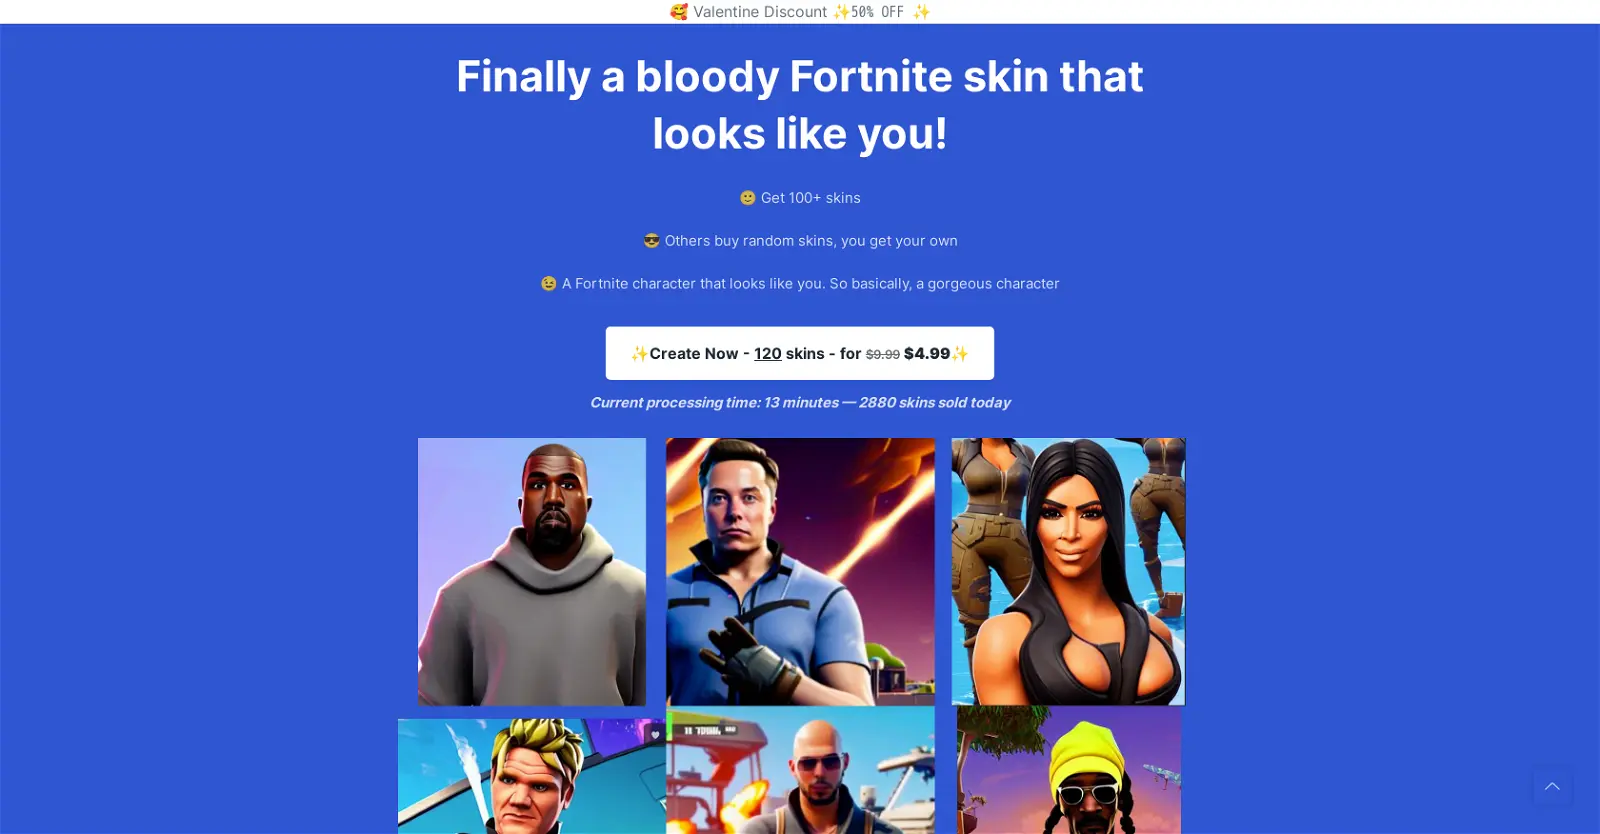 🥰 Valentine Discount ✨50% OFF ✨
Finally a bloody Fortnite skin that
looks like you!
🙂 Get 100+ skins
😎 Others buy random skins, you get your own
😉 A Fortnite character that looks like you. So basically, a gorgeous character
✨Create Now - 120 skins - for $9.99 $4.99✨
Current processing time: 13 minutes — 2880 skins sold today